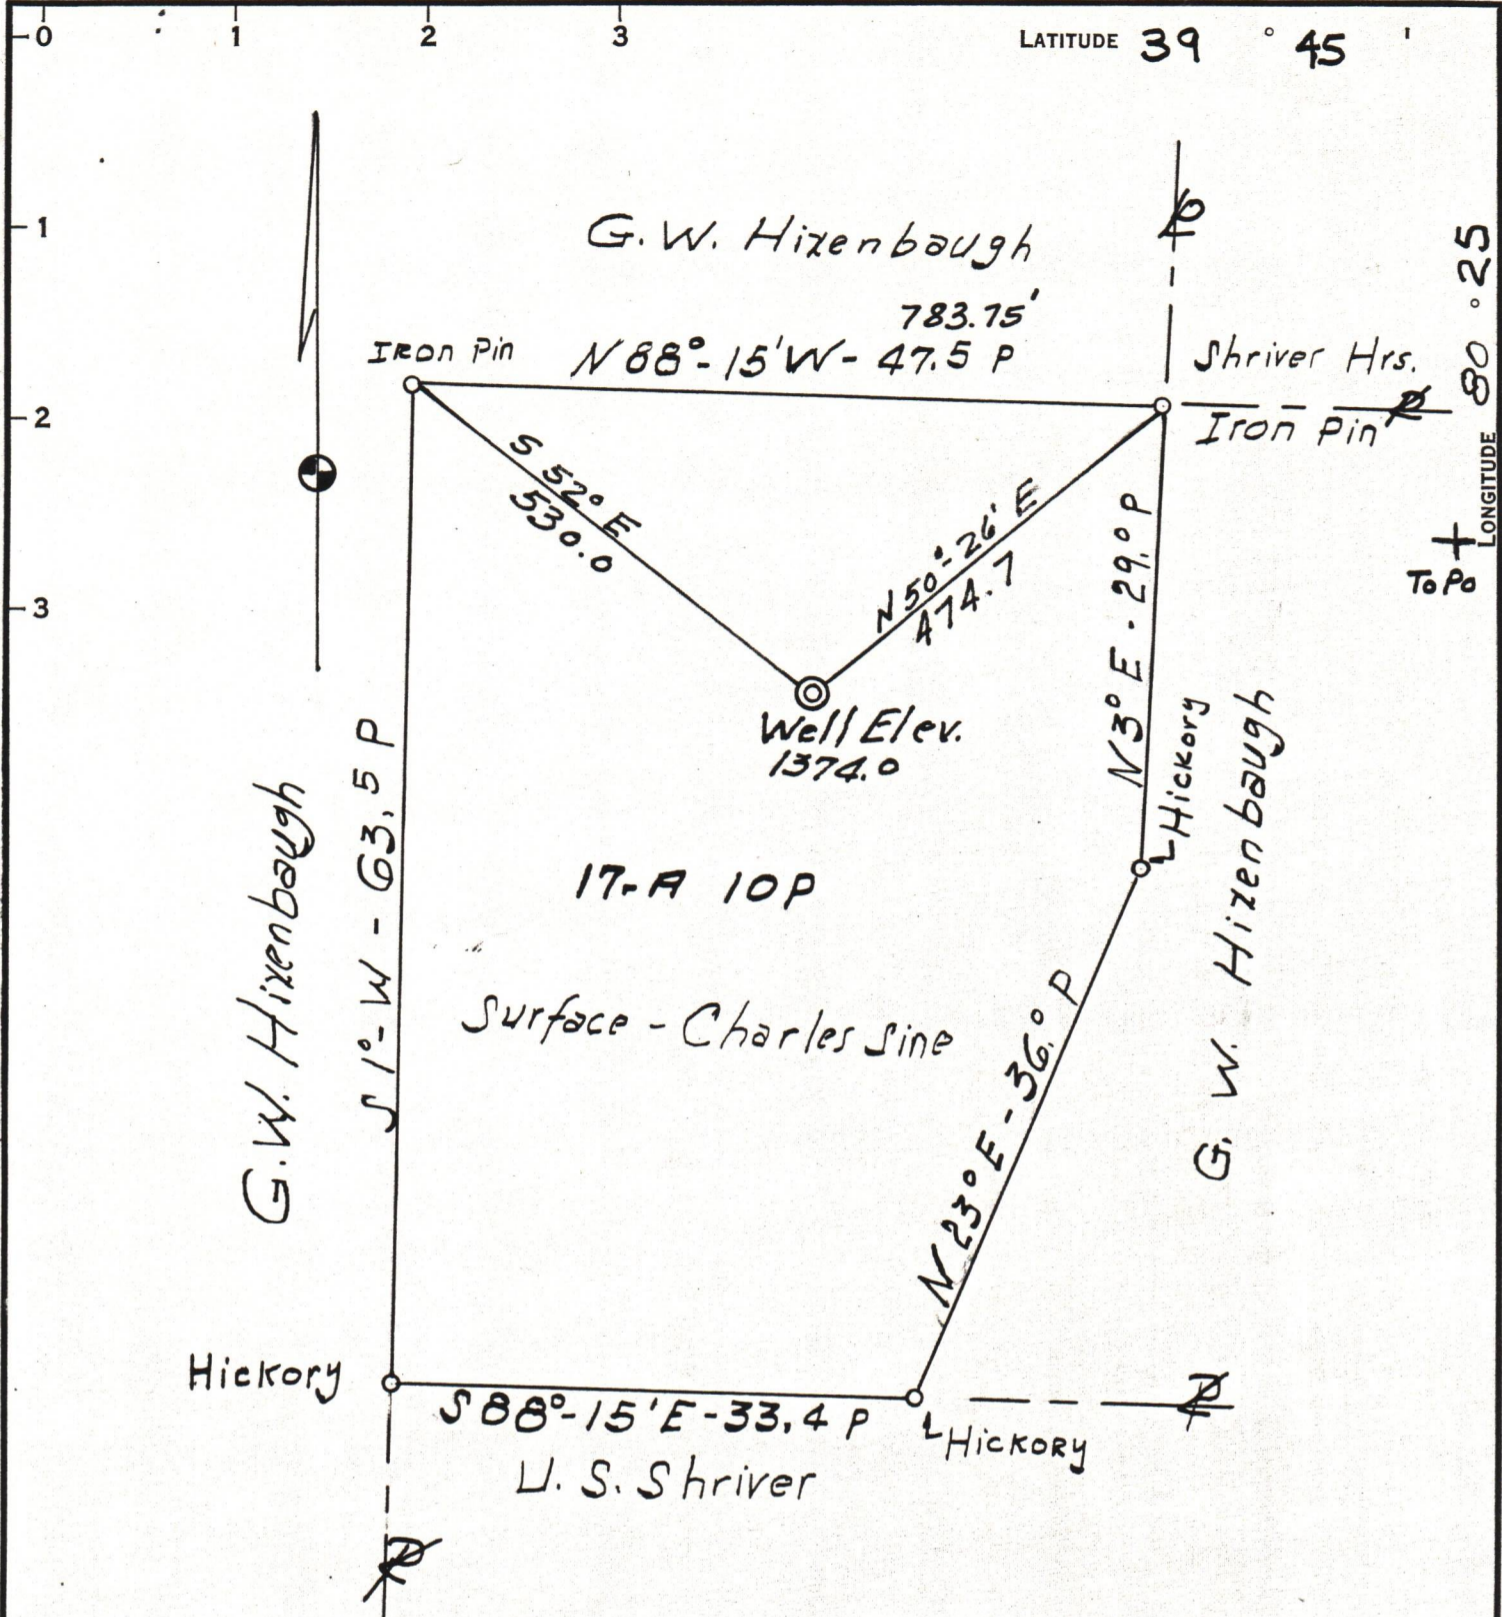 0 1 2 3 LATITUDE 39 ° 45 '
1
2
3
LONGITUDE 80 ° 25
ToPo
G.W. Hixenbaugh
783.75'
N 88°-15'W - 47.5 P
Iron Pin
Shriver Hrs.
Iron Pin
S 52° E
530.0
N 50°-26' E
474.7
N 3° E - 29.0 P
Well Elev.
1374.0
Hickory
G. W. Hixenbaugh
G.W. Hixenbaugh
S 1°-W - 63.5 P
17-A 10P
Surface - Charles Sine
N 23° E - 36.0 P
Hickory
S 88°-15'E - 33.4 P
Hickory
U.S. Shriver